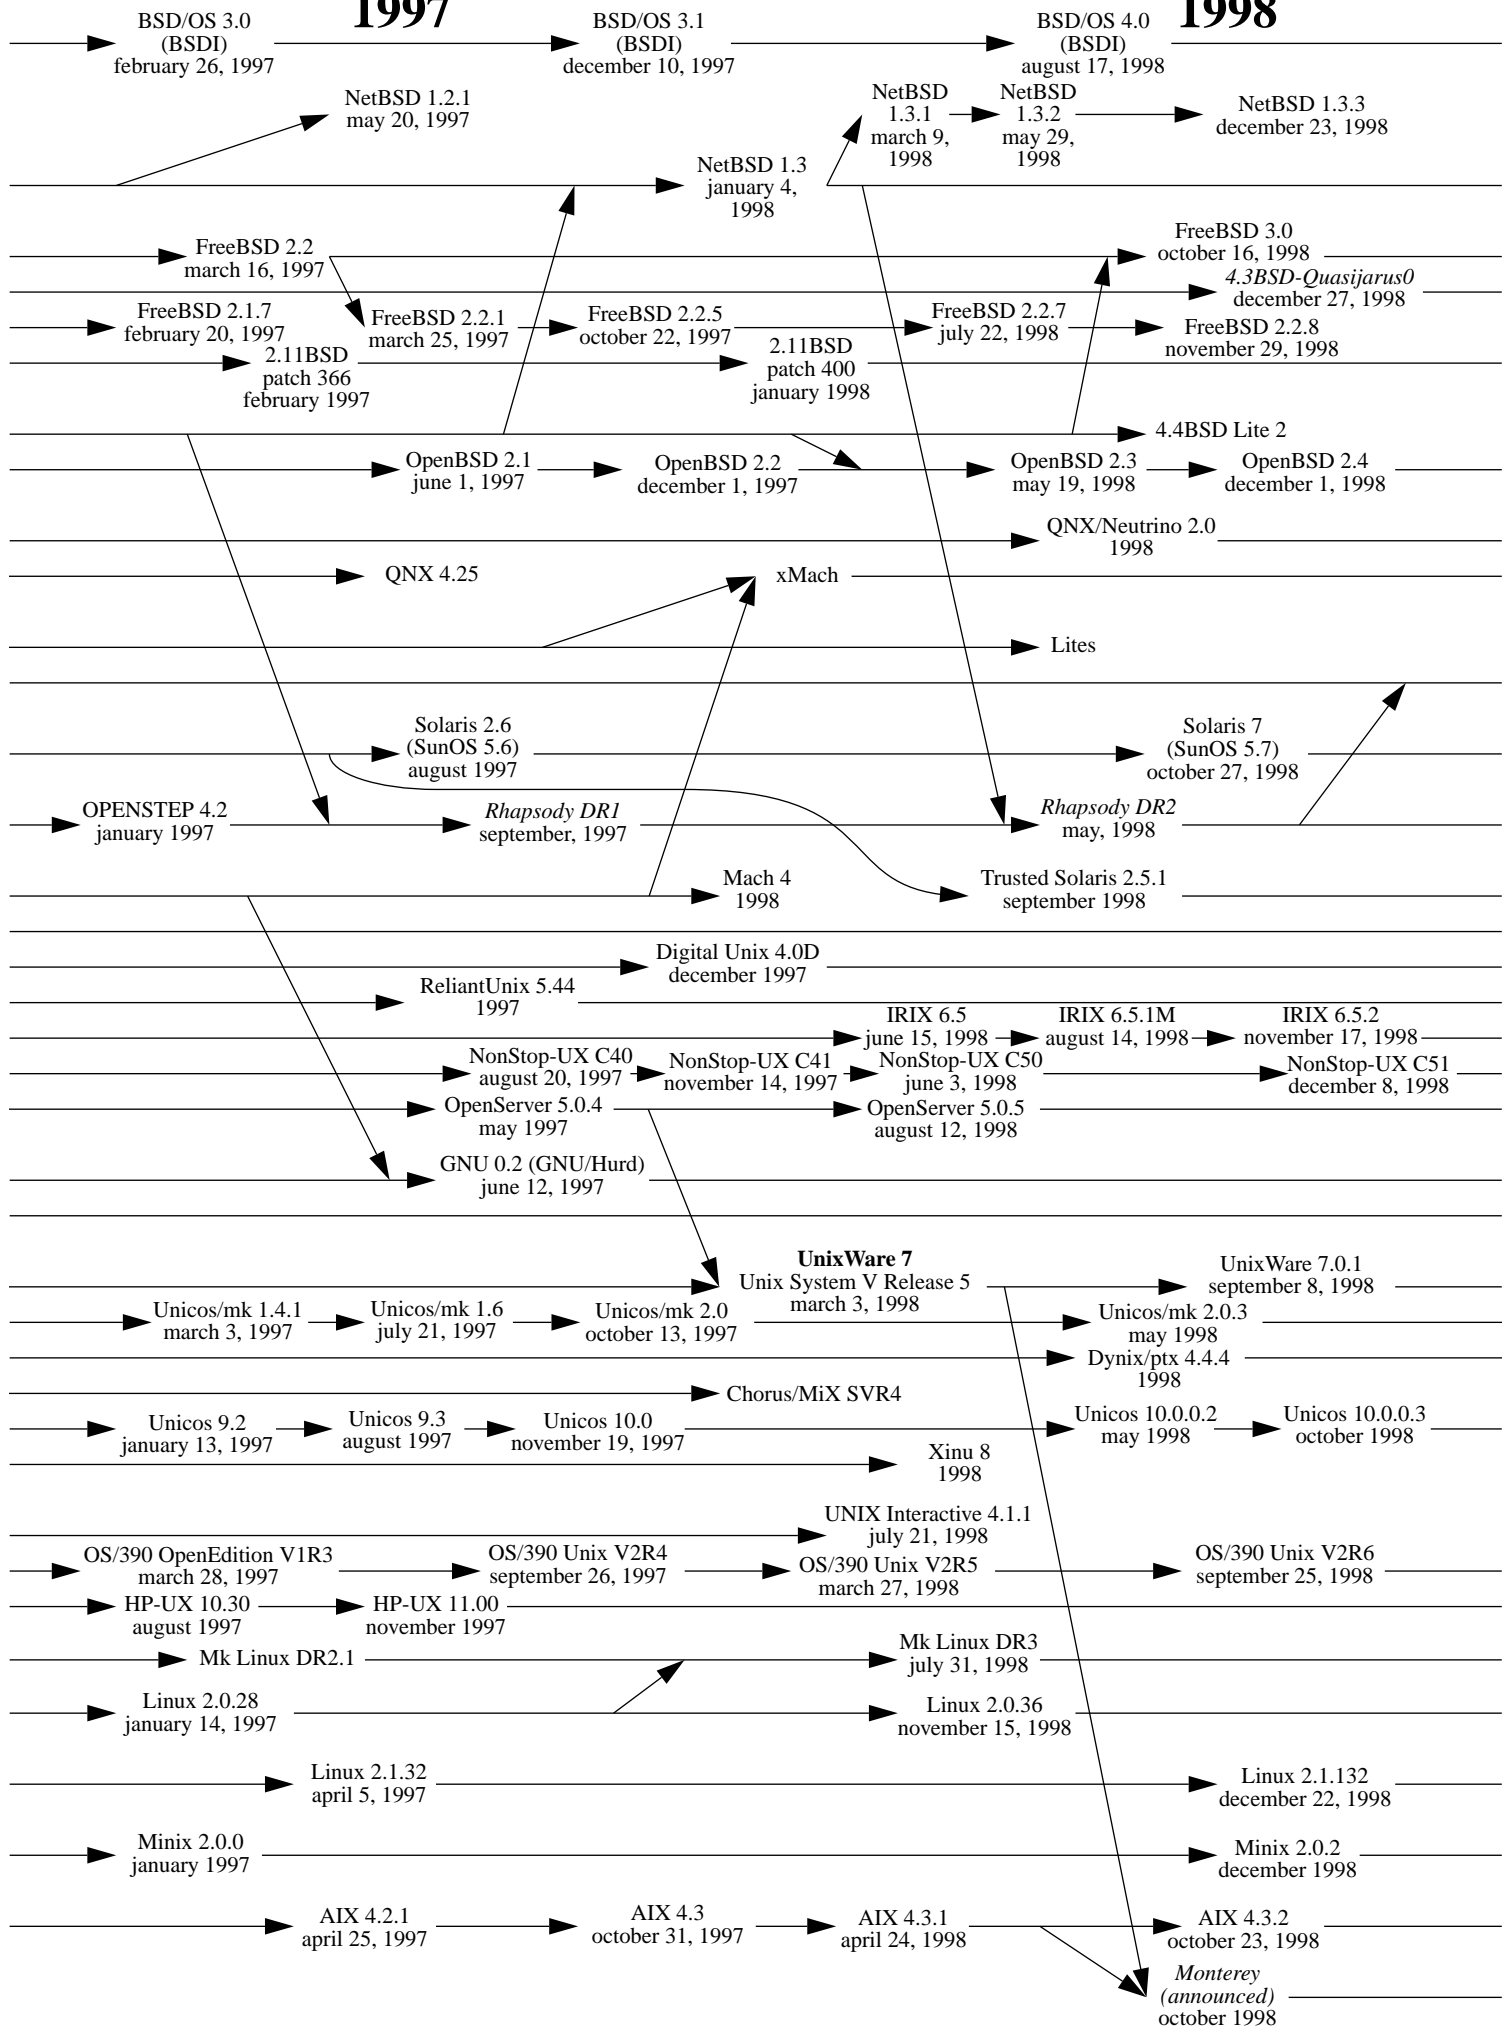 1997
1998
BSD/OS 3.0
(BSDI)
february 26, 1997
BSD/OS 3.1
(BSDI)
december 10, 1997
BSD/OS 4.0
(BSDI)
august 17, 1998
NetBSD 1.2.1
may 20, 1997
NetBSD
1.3.1
march 9,
1998
NetBSD
1.3.2
may 29,
1998
NetBSD 1.3.3
december 23, 1998
NetBSD 1.3
january 4,
1998
FreeBSD 2.2
march 16, 1997
FreeBSD 3.0
october 16, 1998
4.3BSD-Quasijarus0
december 27, 1998
FreeBSD 2.1.7
february 20, 1997
FreeBSD 2.2.1
march 25, 1997
FreeBSD 2.2.5
october 22, 1997
FreeBSD 2.2.7
july 22, 1998
FreeBSD 2.2.8
november 29, 1998
2.11BSD
patch 366
february 1997
2.11BSD
patch 400
january 1998
4.4BSD Lite 2
OpenBSD 2.1
june 1, 1997
OpenBSD 2.2
december 1, 1997
OpenBSD 2.3
may 19, 1998
OpenBSD 2.4
december 1, 1998
QNX/Neutrino 2.0
1998
QNX 4.25
xMach
Lites
Solaris 2.6
(SunOS 5.6)
august 1997
Solaris 7
(SunOS 5.7)
october 27, 1998
OPENSTEP 4.2
january 1997
Rhapsody DR1
september, 1997
Rhapsody DR2
may, 1998
Mach 4
1998
Trusted Solaris 2.5.1
september 1998
Digital Unix 4.0D
december 1997
ReliantUnix 5.44
1997
IRIX 6.5
june 15, 1998
IRIX 6.5.1M
august 14, 1998
IRIX 6.5.2
november 17, 1998
NonStop-UX C40
august 20, 1997
NonStop-UX C41
november 14, 1997
NonStop-UX C50
june 3, 1998
NonStop-UX C51
december 8, 1998
OpenServer 5.0.4
may 1997
OpenServer 5.0.5
august 12, 1998
GNU 0.2 (GNU/Hurd)
june 12, 1997
UnixWare 7
Unix System V Release 5
march 3, 1998
UnixWare 7.0.1
september 8, 1998
Unicos/mk 1.4.1
march 3, 1997
Unicos/mk 1.6
july 21, 1997
Unicos/mk 2.0
october 13, 1997
Unicos/mk 2.0.3
may 1998
Dynix/ptx 4.4.4
1998
Chorus/MiX SVR4
Unicos 9.2
january 13, 1997
Unicos 9.3
august 1997
Unicos 10.0
november 19, 1997
Unicos 10.0.0.2
may 1998
Unicos 10.0.0.3
october 1998
Xinu 8
1998
UNIX Interactive 4.1.1
july 21, 1998
OS/390 OpenEdition V1R3
march 28, 1997
OS/390 Unix V2R4
september 26, 1997
OS/390 Unix V2R5
march 27, 1998
OS/390 Unix V2R6
september 25, 1998
HP-UX 10.30
august 1997
HP-UX 11.00
november 1997
Mk Linux DR2.1
Mk Linux DR3
july 31, 1998
Linux 2.0.28
january 14, 1997
Linux 2.0.36
november 15, 1998
Linux 2.1.32
april 5, 1997
Linux 2.1.132
december 22, 1998
Minix 2.0.0
january 1997
Minix 2.0.2
december 1998
AIX 4.2.1
april 25, 1997
AIX 4.3
october 31, 1997
AIX 4.3.1
april 24, 1998
AIX 4.3.2
october 23, 1998
Monterey
(announced)
october 1998